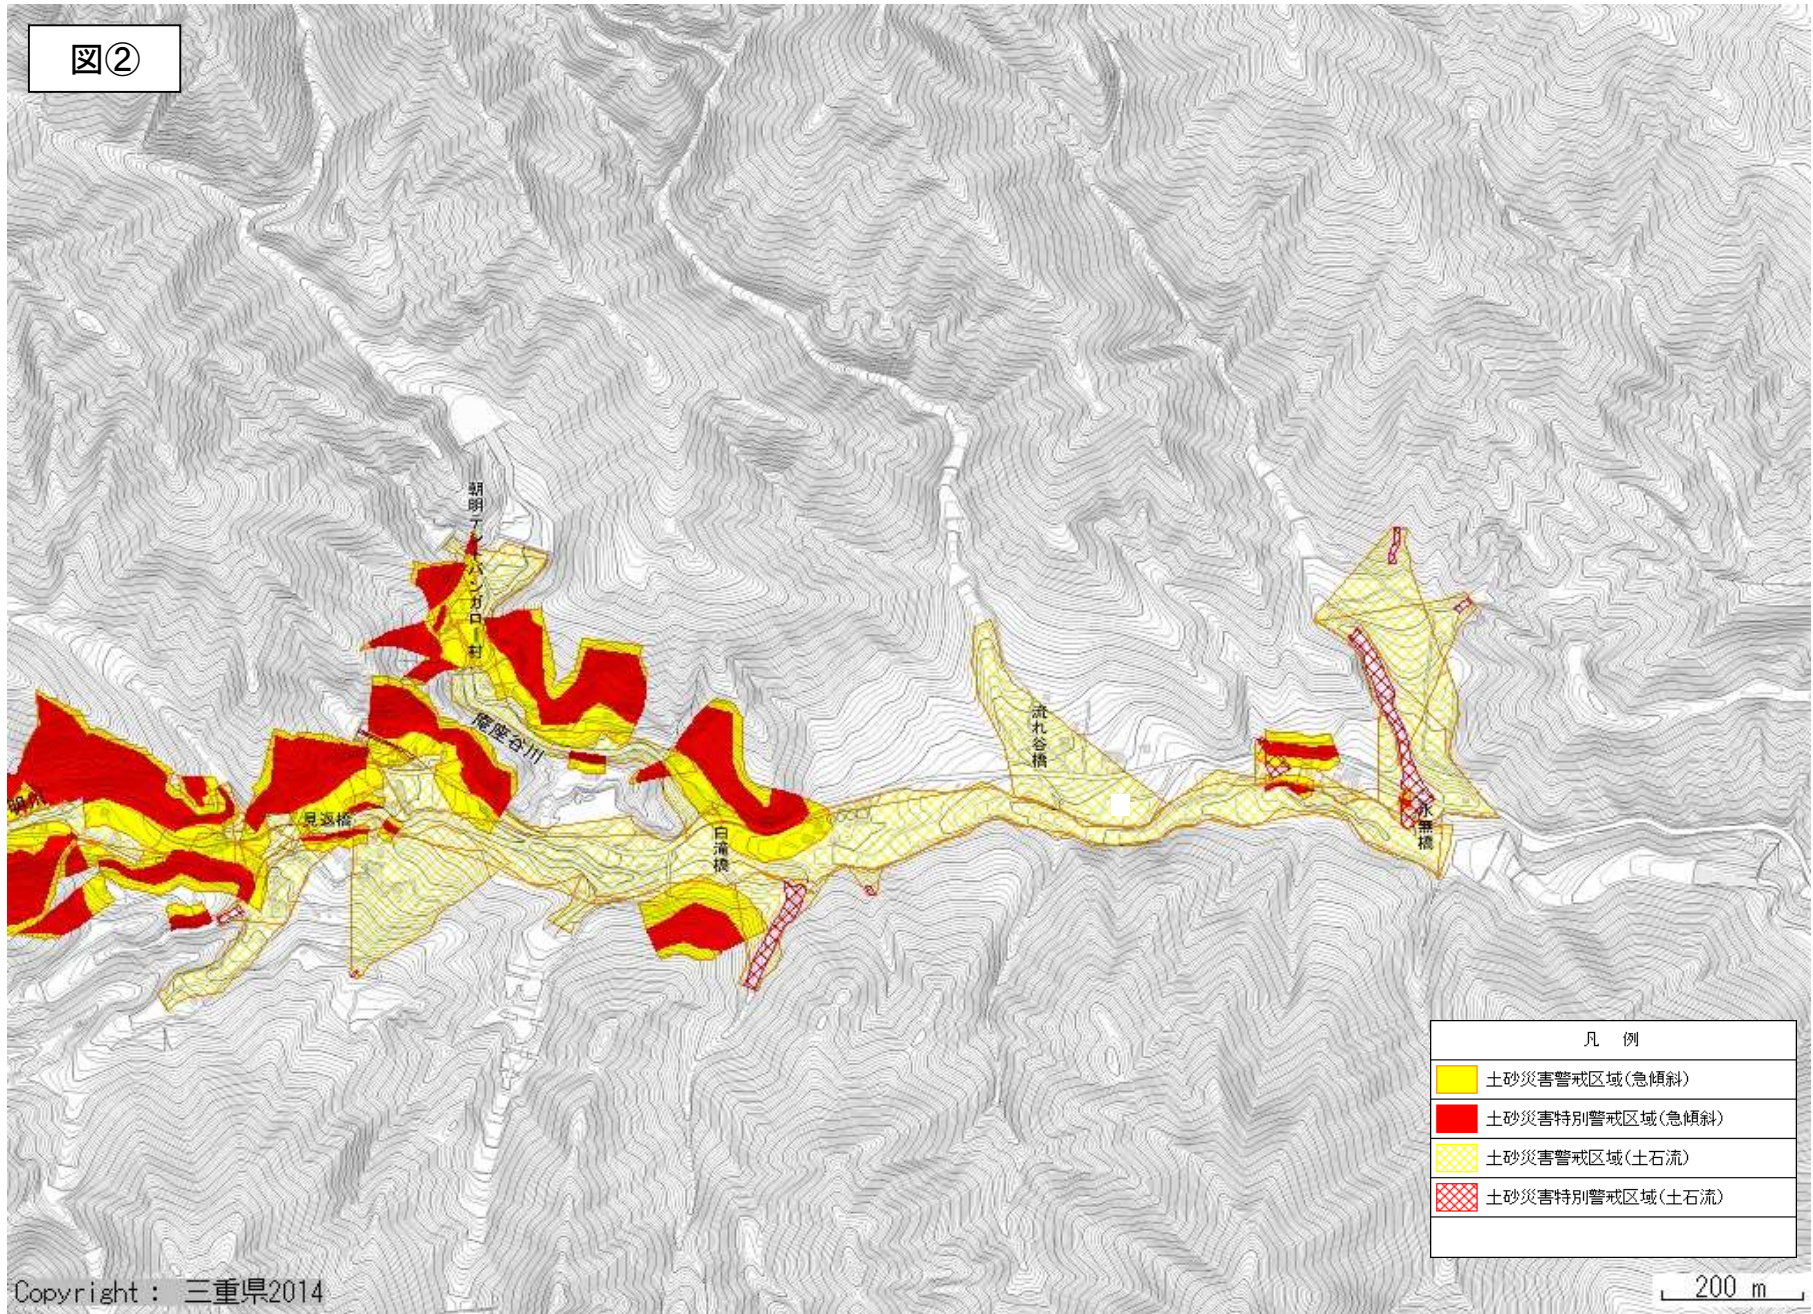 図②
朝明テントバンガロー村
庵座谷川
流れ谷橋
見返橋
白滝橋
永無橋
凡 例
土砂災害警戒区域(急傾斜)
土砂災害特別警戒区域(急傾斜)
土砂災害警戒区域(土石流)
土砂災害特別警戒区域(土石流)
Copyright : 三重県2014
200 m